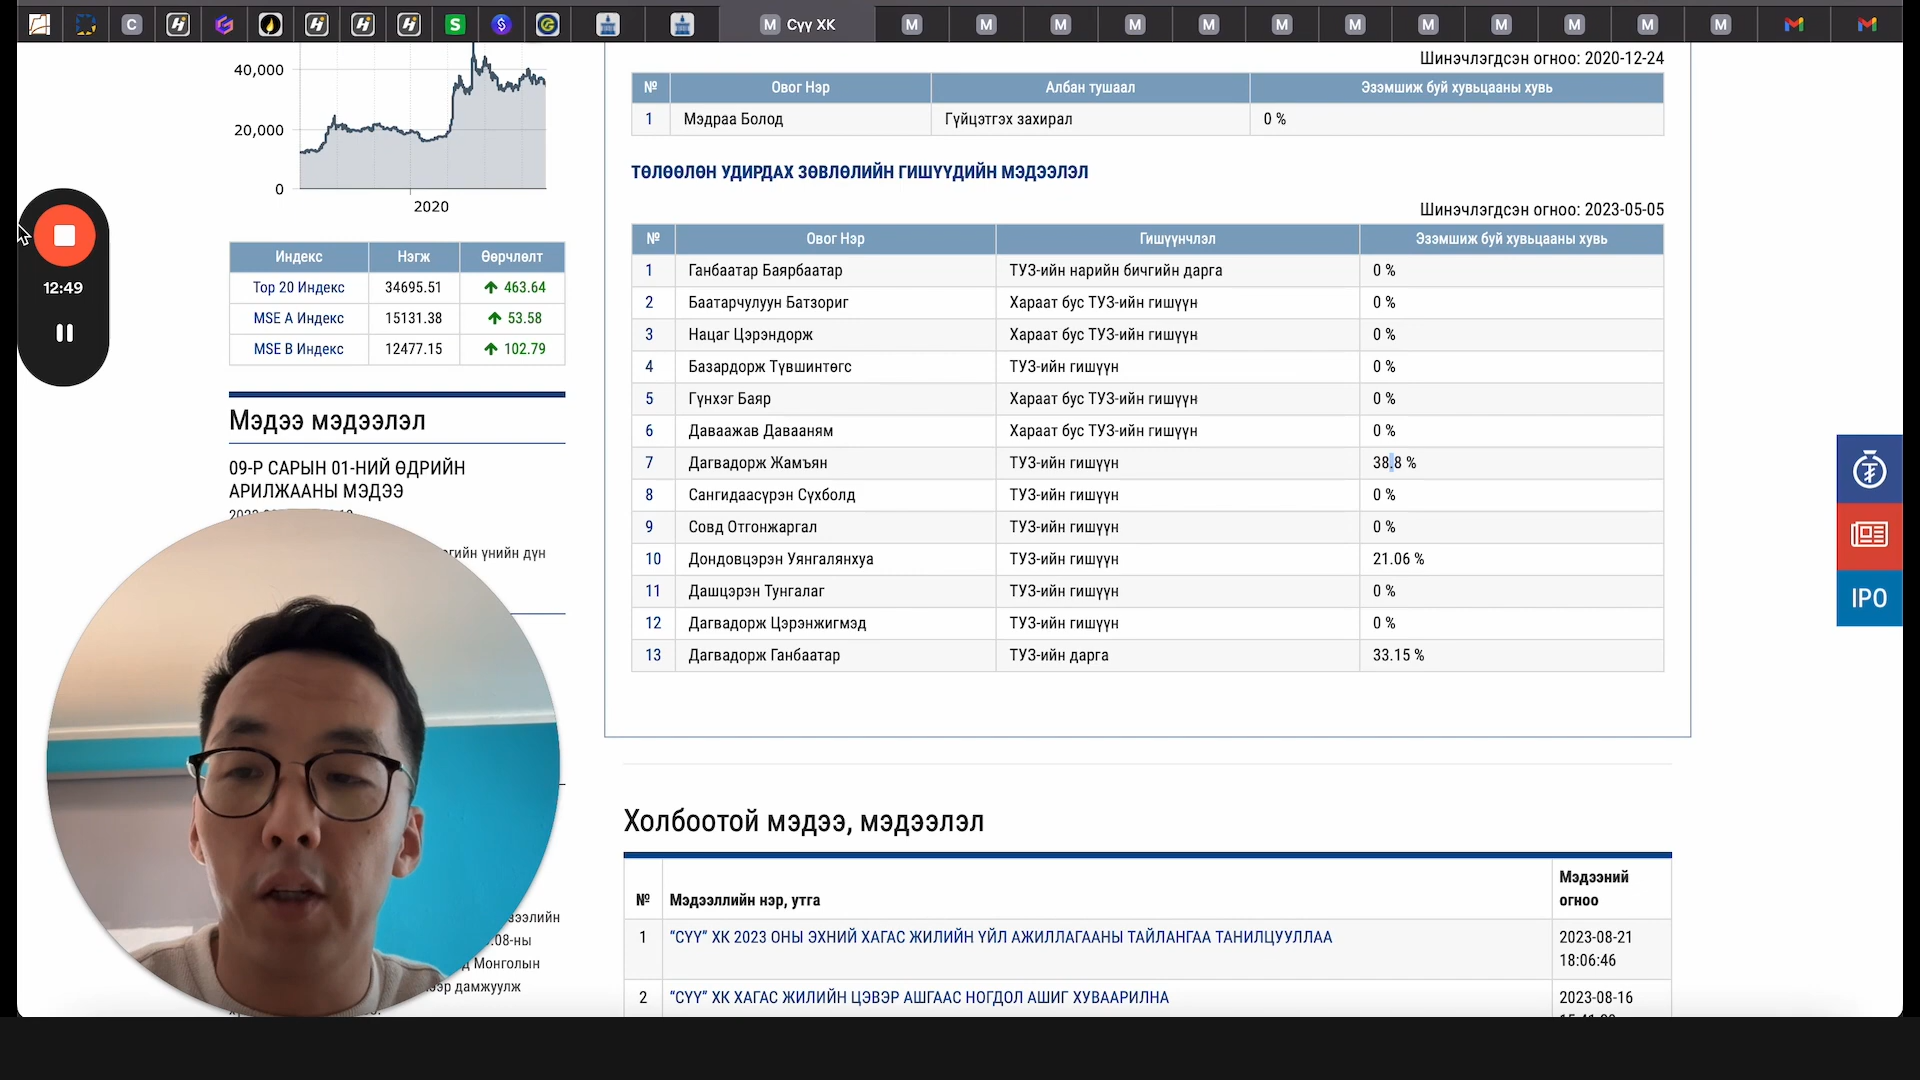 Сүү ХК
40,000
20,000
0
2020
12:49
Индекс Нэгж Өөрчлөлт
Top 20 Индекс 34695.51 463.64
MSE A Индекс 15131.38 53.58
MSE B Индекс 12477.15 102.79
Мэдээ мэдээлэл
09-Р САРЫН 01-НИЙ ӨДРИЙН
АРИЛЖААНЫ МЭДЭЭ
үнийн дүн
Монголын
дамжуулж
Шинэчлэгдсэн огноо: 2020-12-24
№ Овог Нэр Албан тушаал Эзэмшиж буй хувьцааны хувь
1 Мэдраа Болод Гүйцэтгэх захирал 0 %
ТӨЛӨӨЛӨН УДИРДАХ ЗӨВЛӨЛИЙН ГИШҮҮДИЙН МЭДЭЭЛЭЛ
Шинэчлэгдсэн огноо: 2023-05-05
№ Овог Нэр Гишүүнчлэл Эзэмшиж буй хувьцааны хувь
1 Ганбаатар Баярбаатар ТУЗ-ийн нарийн бичгийн дарга 0 %
2 Баатарчулуун Батзориг Хараат бус ТУЗ-ийн гишүүн 0 %
3 Нацаг Цэрэндорж Хараат бус ТУЗ-ийн гишүүн 0 %
4 Базардорж Түвшинтөгс ТУЗ-ийн гишүүн 0 %
5 Гүнхэг Баяр Хараат бус ТУЗ-ийн гишүүн 0 %
6 Даваажав Давааням Хараат бус ТУЗ-ийн гишүүн 0 %
7 Дагвадорж Жамъян ТУЗ-ийн гишүүн 38.8 %
8 Сангидаасүрэн Сүхболд ТУЗ-ийн гишүүн 0 %
9 Совд Отгонжаргал ТУЗ-ийн гишүүн 0 %
10 Дондовцэрэн Уянгалянхуа ТУЗ-ийн гишүүн 21.06 %
11 Дашцэрэн Тунгалаг ТУЗ-ийн гишүүн 0 %
12 Дагвадорж Цэрэнжигмэд ТУЗ-ийн гишүүн 0 %
13 Дагвадорж Ганбаатар ТУЗ-ийн дарга 33.15 %
IPO
Холбоотой мэдээ, мэдээлэл
№ Мэдээллийн нэр, утга Мэдээний огноо
1 “СҮҮ” ХК 2023 ОНЫ ЭХНИЙ ХАГАС ЖИЛИЙН ҮЙЛ АЖИЛЛАГААНЫ ТАЙЛАНГАА ТАНИЛЦУУЛЛАА 2023-08-21
18:06:46
2 “СҮҮ” ХК ХАГАС ЖИЛИЙН ЦЭВЭР АШГААС НОГДОЛ АШИГ ХУВААРИЛНА 2023-08-16